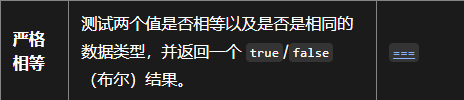 严格
相等
测试两个值是否相等以及是否是相同的
数据类型，并返回一个 true/false
（布尔）结果。
===